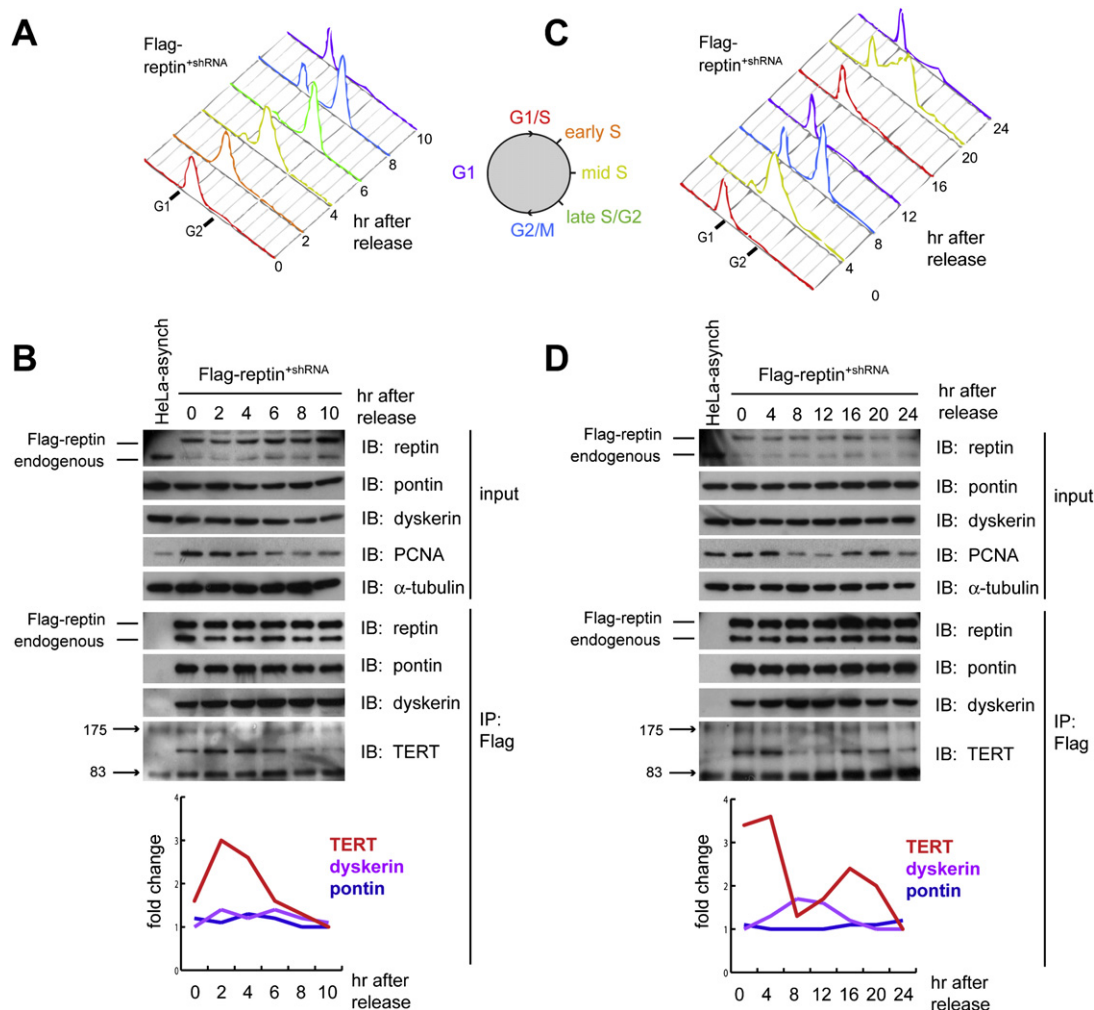 A
Flag-
reptin+shRNA
G1
G2
0
2
4
6
8
10
hr after
release
G1/S
early S
mid S
late S/G2
G2/M
G1
C
Flag-
reptin+shRNA
G1
G2
0
4
8
12
16
20
24
hr after
release
B
HeLa-asynch
Flag-reptin+shRNA
0 2 4 6 8 10
hr after
release
Flag-reptin
endogenous
IB: reptin
IB: pontin
IB: dyskerin
IB: PCNA
IB: α-tubulin
input
Flag-reptin
endogenous
IB: reptin
IB: pontin
IB: dyskerin
175
IB: TERT
83
IP:
Flag
fold change
4
3
2
1
0
TERT
dyskerin
pontin
0 2 4 6 8 10
hr after
release
D
HeLa-asynch
Flag-reptin+shRNA
0 4 8 12 16 20 24
hr after
release
Flag-reptin
endogenous
IB: reptin
IB: pontin
IB: dyskerin
IB: PCNA
IB: α-tubulin
input
Flag-reptin
endogenous
IB: reptin
IB: pontin
IB: dyskerin
175
IB: TERT
83
IP:
Flag
fold change
4
3
2
1
0
TERT
dyskerin
pontin
0 4 8 12 16 20 24
hr after
release